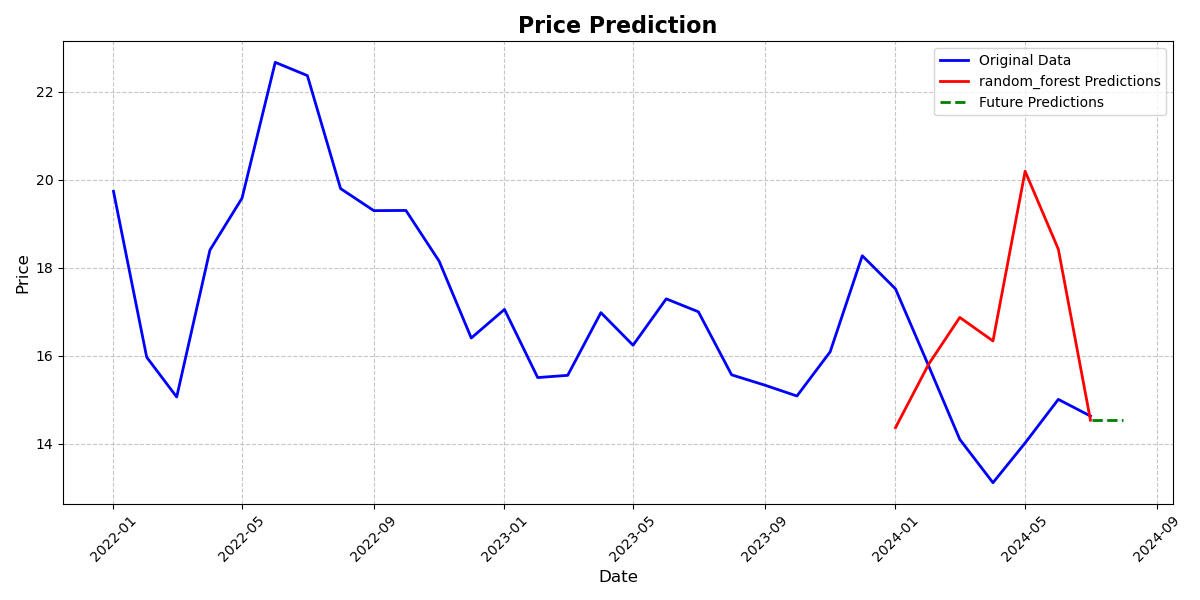 Price Prediction
Original Data
random_forest Predictions
Future Predictions
Price
22
20
18
16
14
2022-01
2022-05
2022-09
2023-01
2023-05
2023-09
2024-01
2024-05
2024-09
Date